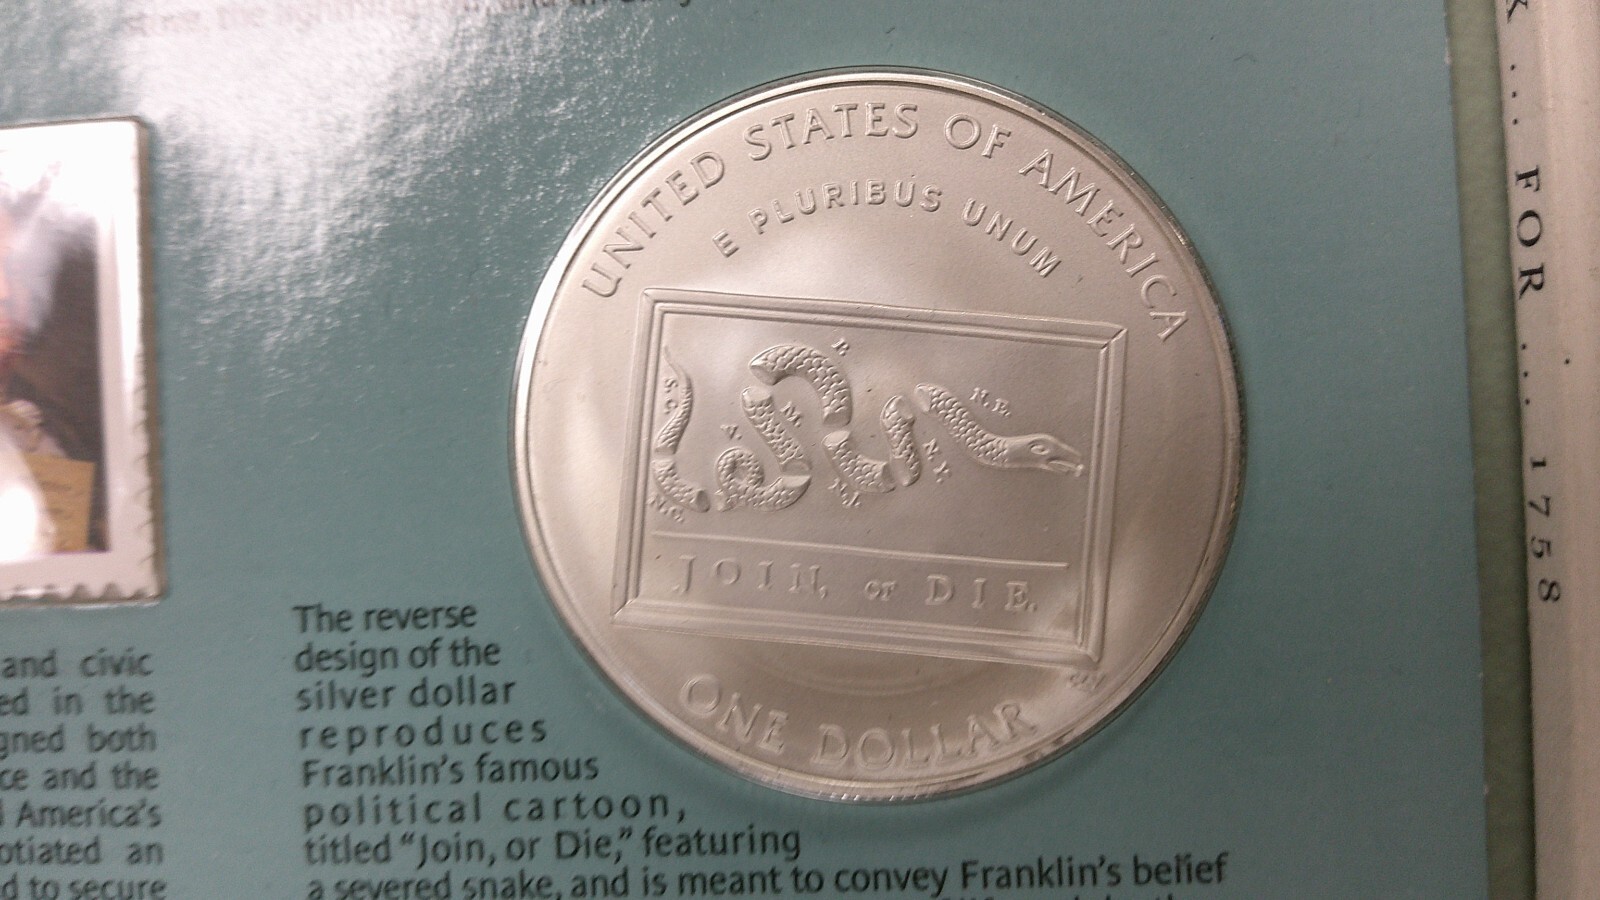 UNITED STATES OF AMERICA
E PLURIBUS UNUM
S.C.
N.C.
V.
M.
P.
N.J.
N.Y.
N.E.
JOIN, or DIE.
ONE DOLLAR
The reverse
design of the
silver dollar
reproduces
Franklin's famous
political cartoon,
titled "Join, or Die," featuring
a severed snake, and is meant to convey Franklin's belief
and civic
ed in the
gned both
ce and the
America's
otiated an
d to secure
... FOR ... 1758